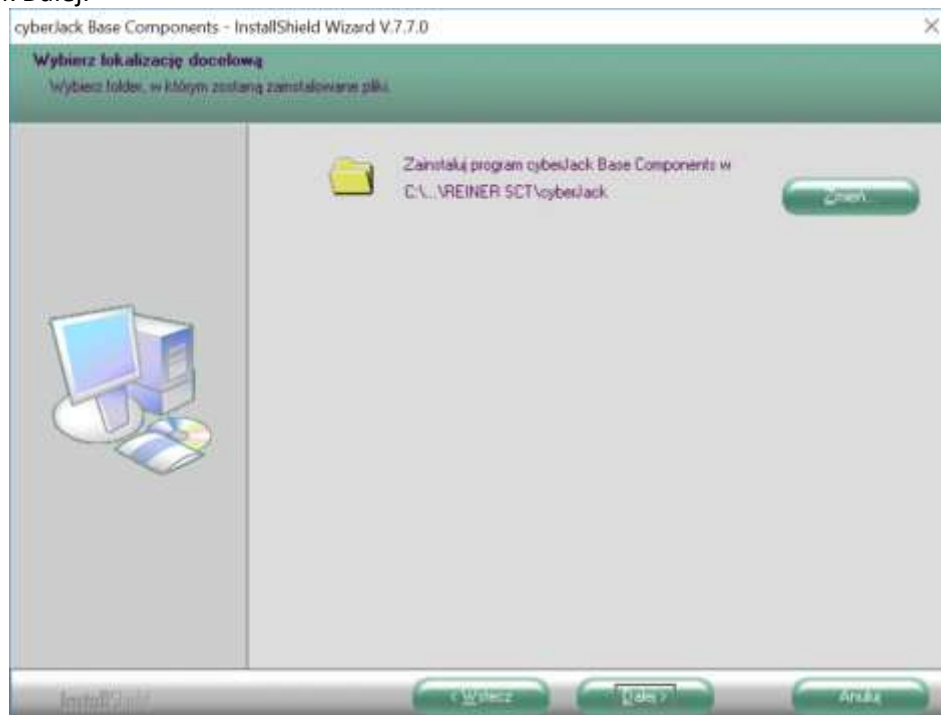 Dalej.
cyberJack Base Components - InstallShield Wizard V.7.7.0
Wybierz lokalizację docelową
Wybierz folder, w którym zostaną zainstalowane pliki.
Zainstaluj program cyberJack Base Components w
C:\...\REINER SCT\cyberJack
Zmień...
InstallShield
< Wstecz
Dalej >
Anuluj